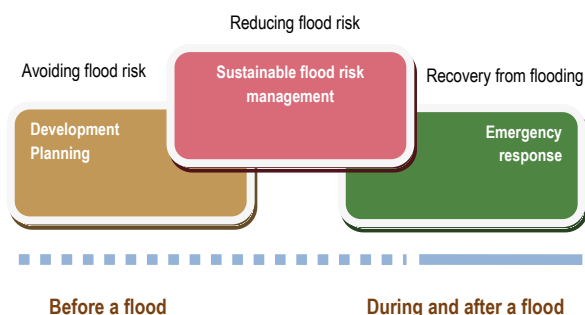 Reducing flood risk
Avoiding flood risk
Sustainable flood risk
management
Recovery from flooding
Development
Planning
Emergency
response
Before a flood
During and after a flood